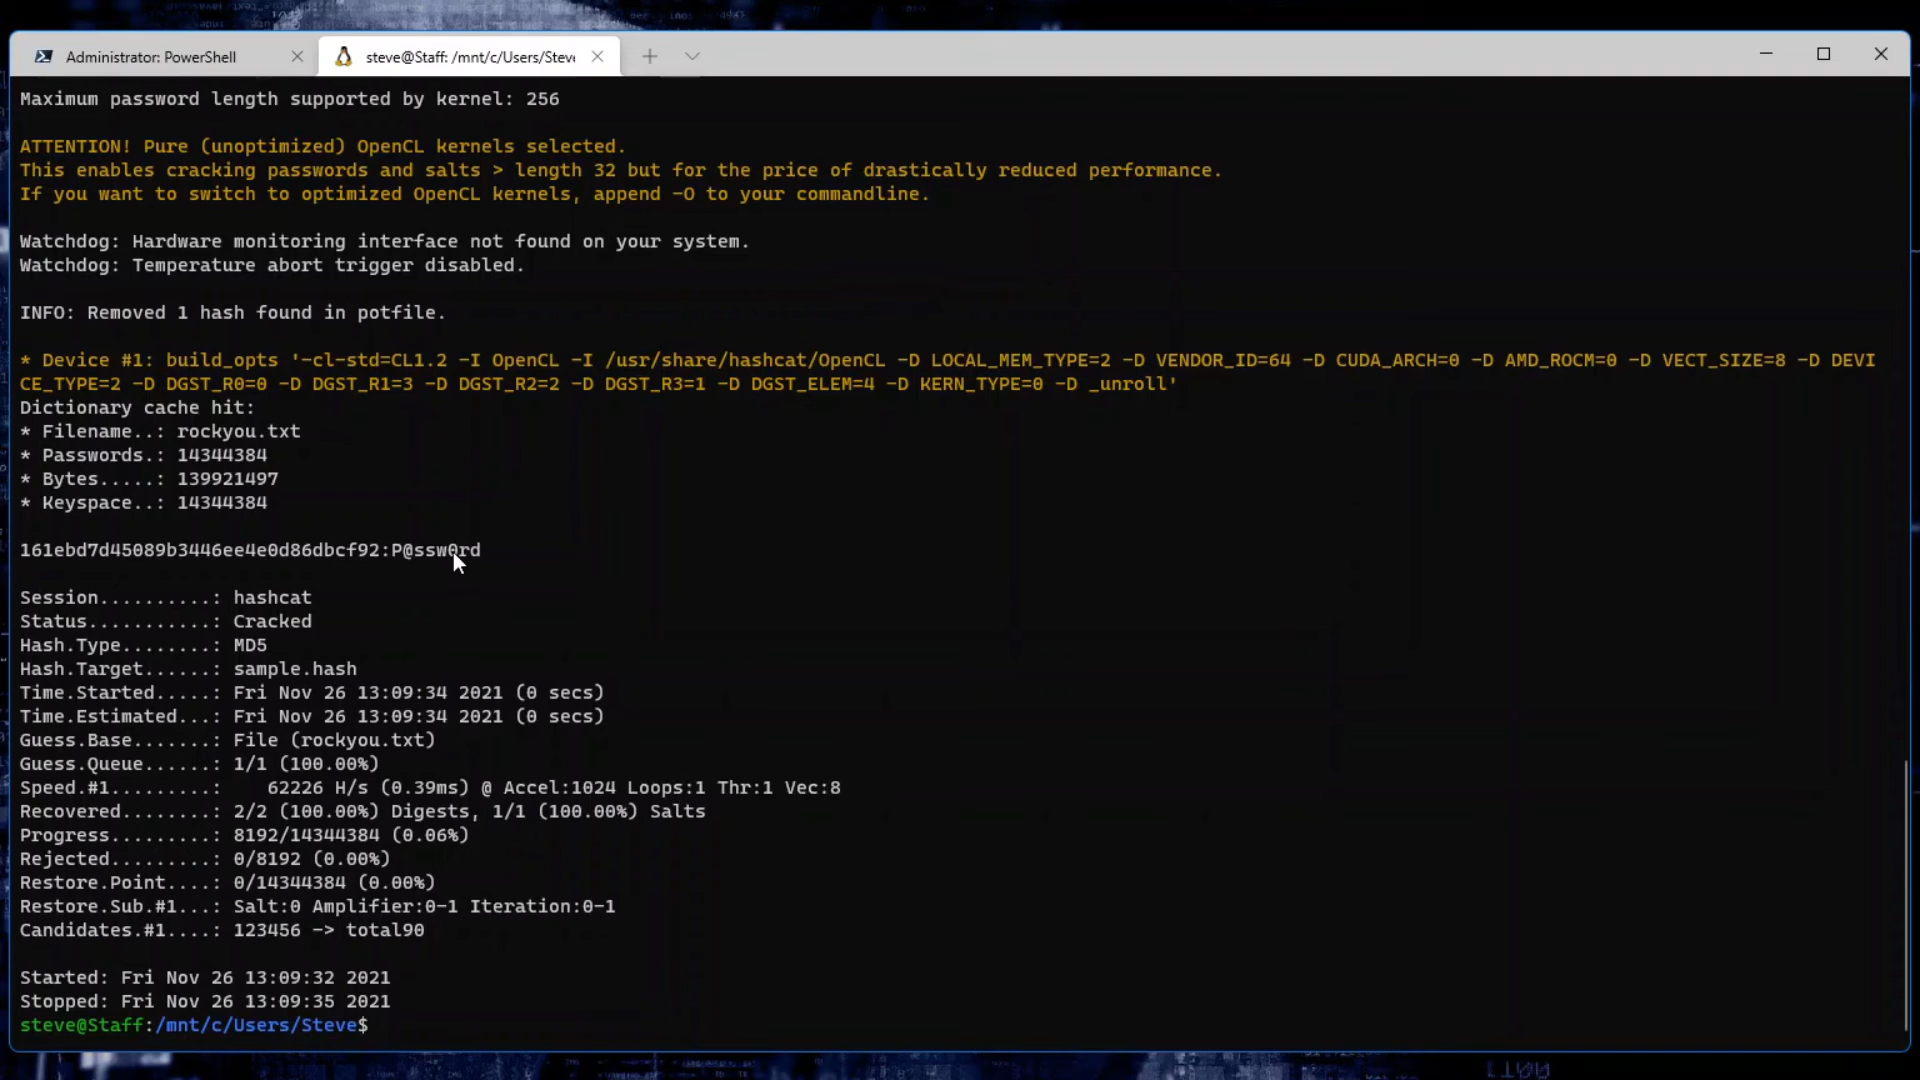 Administrator: PowerShell
steve@Staff: /mnt/c/Users/Steve
Maximum password length supported by kernel: 256
ATTENTION! Pure (unoptimized) OpenCL kernels selected.
This enables cracking passwords and salts > length 32 but for the price of drastically reduced performance.
If you want to switch to optimized OpenCL kernels, append -O to your commandline.
Watchdog: Hardware monitoring interface not found on your system.
Watchdog: Temperature abort trigger disabled.
INFO: Removed 1 hash found in potfile.
* Device #1: build_opts '-cl-std=CL1.2 -I OpenCL -I /usr/share/hashcat/OpenCL -D LOCAL_MEM_TYPE=2 -D VENDOR_ID=64 -D CUDA_ARCH=0 -D AMD_ROCM=0 -D VECT_SIZE=8 -D DEVI
CE_TYPE=2 -D DGST_R0=0 -D DGST_R1=3 -D DGST_R2=2 -D DGST_R3=1 -D DGST_ELEM=4 -D KERN_TYPE=0 -D _unroll'
Dictionary cache hit:
* Filename..: rockyou.txt
* Passwords.: 14344384
* Bytes.....: 139921497
* Keyspace..: 14344384
161ebd7d45089b3446ee4e0d86dbcf92:P@ssw0rd
Session..........: hashcat
Status...........: Cracked
Hash.Type........: MD5
Hash.Target......: sample.hash
Time.Started.....: Fri Nov 26 13:09:34 2021 (0 secs)
Time.Estimated...: Fri Nov 26 13:09:34 2021 (0 secs)
Guess.Base.......: File (rockyou.txt)
Guess.Queue......: 1/1 (100.00%)
Speed.#1.........:    62226 H/s (0.39ms) @ Accel:1024 Loops:1 Thr:1 Vec:8
Recovered........: 2/2 (100.00%) Digests, 1/1 (100.00%) Salts
Progress.........: 8192/14344384 (0.06%)
Rejected.........: 0/8192 (0.00%)
Restore.Point....: 0/14344384 (0.00%)
Restore.Sub.#1...: Salt:0 Amplifier:0-1 Iteration:0-1
Candidates.#1....: 123456 -> total90
Started: Fri Nov 26 13:09:32 2021
Stopped: Fri Nov 26 13:09:35 2021
steve@Staff:/mnt/c/Users/Steve$